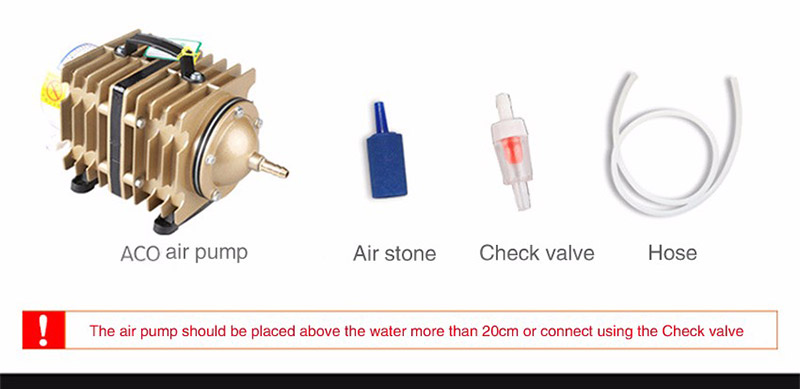 ACO air pump
Air stone
Check valve
Hose
! The air pump should be placed above the water more than 20cm or connect using the Check valve